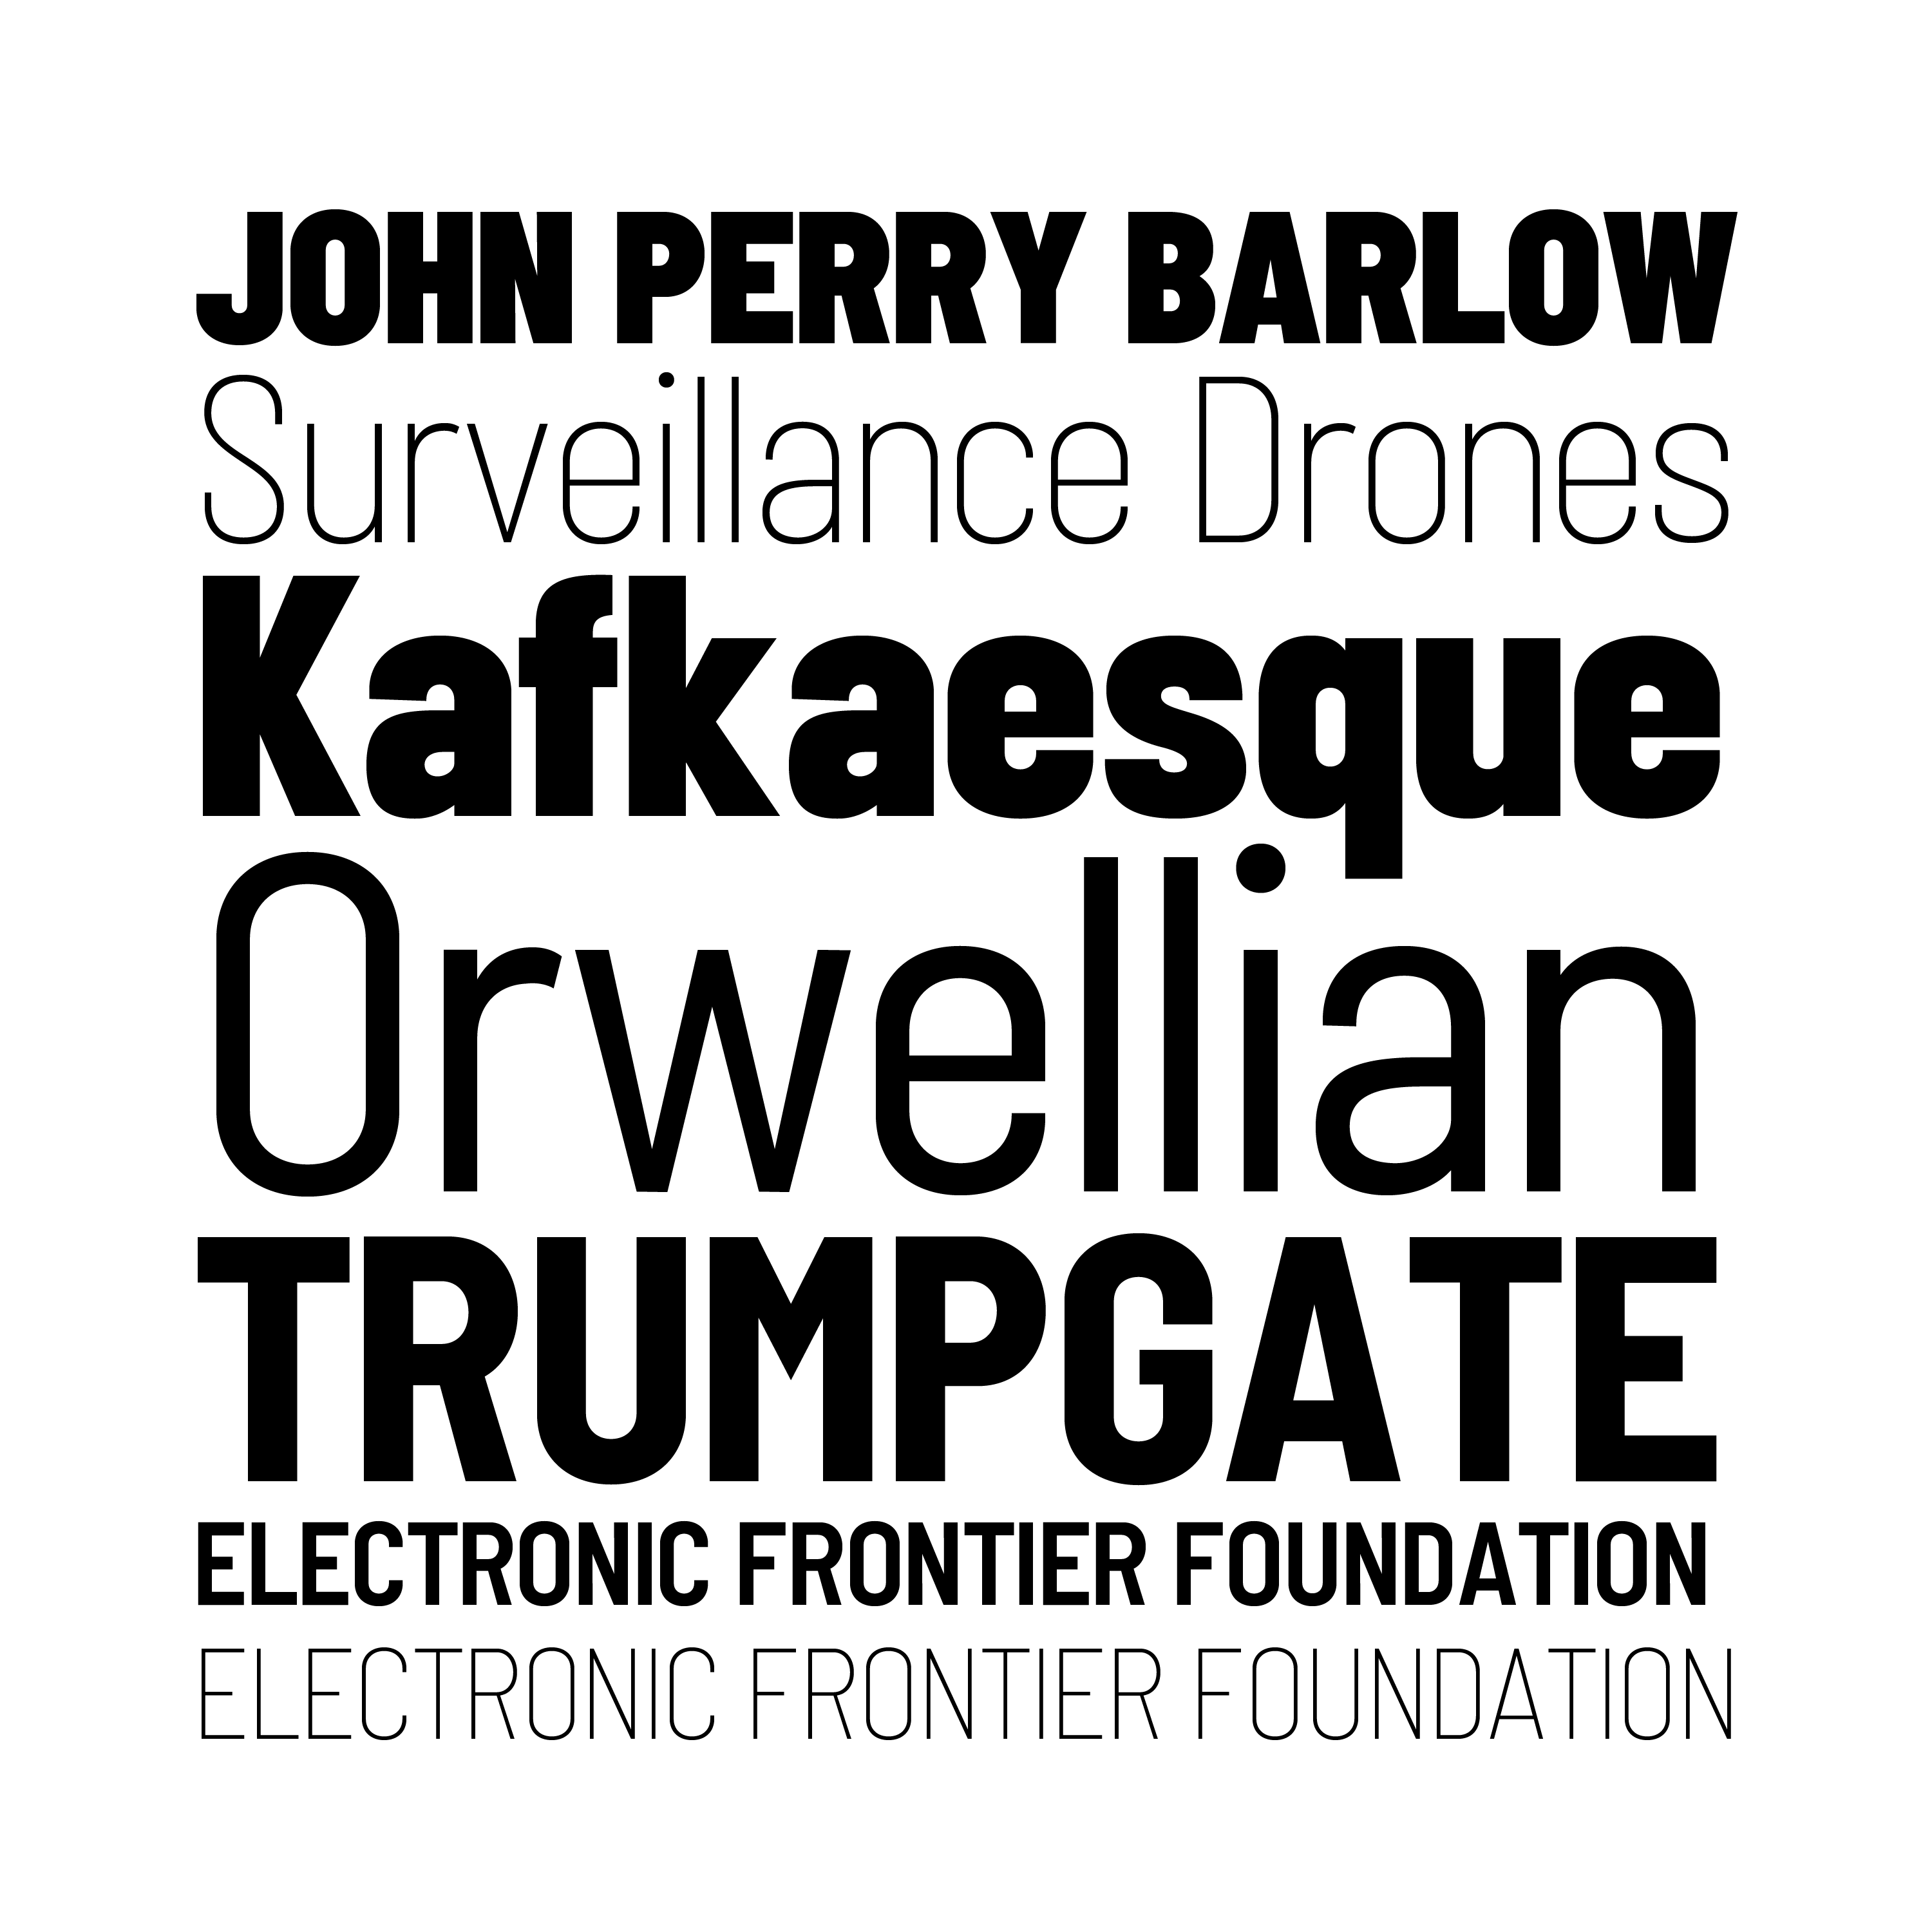 JOHN PERRY BARLOW
Surveillance Drones
Kafkaesque
Orwellian
TRUMPGATE
ELECTRONIC FRONTIER FOUNDATION
ELECTRONIC FRONTIER FOUNDATION